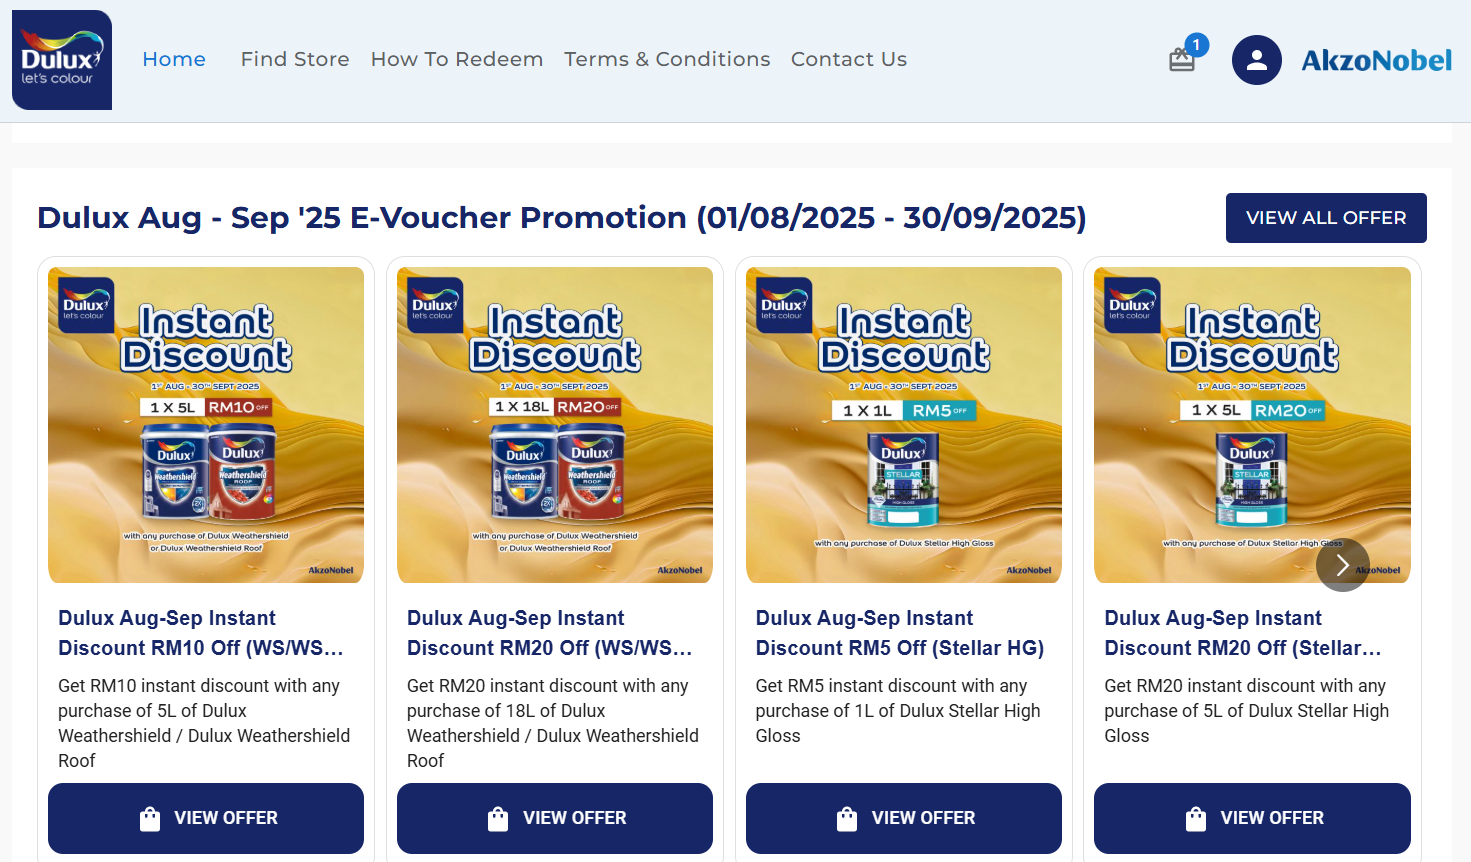 Dulux
let's colour
Home
Find Store
How To Redeem
Terms & Conditions
Contact Us
1
AkzoNobel
Dulux Aug - Sep '25 E-Voucher Promotion (01/08/2025 - 30/09/2025)
VIEW ALL OFFER
Dulux
let's colour
Instant
Discount
1ST AUG - 30TH SEPT 2025
1 X 5L RM10 OFF
Dulux
Dulux
Weathershield
Weathershield
ROOF
with any purchase of Dulux Weathershield
or Dulux Weathershield Roof
AkzoNobel
Dulux Aug-Sep Instant
Discount RM10 Off (WS/WS...
Get RM10 instant discount with any
purchase of 5L of Dulux
Weathershield / Dulux Weathershield
Roof
VIEW OFFER
Dulux
let's colour
Instant
Discount
1ST AUG - 30TH SEPT 2025
1 X 18L RM20 OFF
Dulux
Dulux
Weathershield
Weathershield
ROOF
with any purchase of Dulux Weathershield
or Dulux Weathershield Roof
AkzoNobel
Dulux Aug-Sep Instant
Discount RM20 Off (WS/WS...
Get RM20 instant discount with any
purchase of 18L of Dulux
Weathershield / Dulux Weathershield
Roof
VIEW OFFER
Dulux
let's colour
Instant
Discount
1ST AUG - 30TH SEPT 2025
1 X 1L RM5 OFF
Dulux
STELLAR
HIGH GLOSS
with any purchase of Dulux Stellar High Gloss
AkzoNobel
Dulux Aug-Sep Instant
Discount RM5 Off (Stellar HG)
Get RM5 instant discount with any
purchase of 1L of Dulux Stellar High
Gloss
VIEW OFFER
Dulux
let's colour
Instant
Discount
1ST AUG - 30TH SEPT 2025
1 X 5L RM20 OFF
Dulux
STELLAR
HIGH GLOSS
with any purchase of Dulux Stellar High Gloss
AkzoNobel
Dulux Aug-Sep Instant
Discount RM20 Off (Stellar...
Get RM20 instant discount with any
purchase of 5L of Dulux Stellar High
Gloss
VIEW OFFER